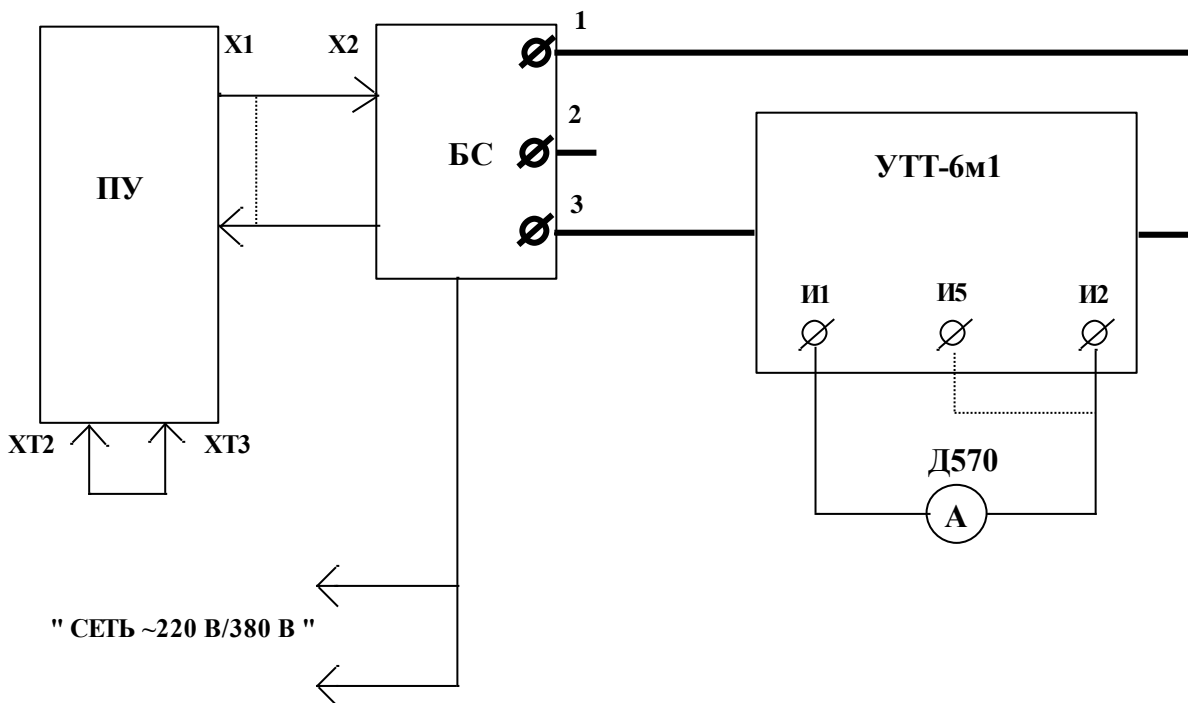 1
Х1
Х2
2
БС
УТТ-6м1
ПУ
3
И1
И5
И2
ХТ2
ХТ3
Д570
А
" СЕТЬ ~220 В/380 В "